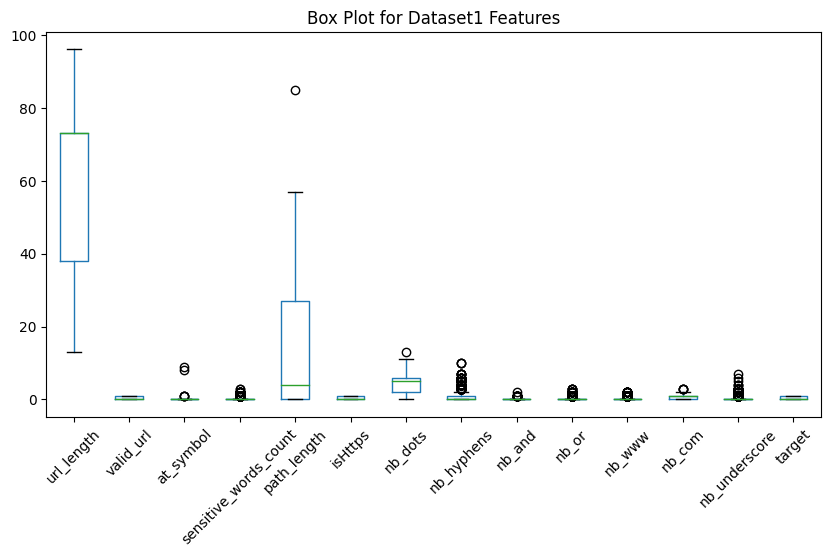 Box Plot for Dataset1 Features
100
80
60
40
20
0
url_length
valid_url
at_symbol
sensitive_words_count
path_length
isHttps
nb_dots
nb_hyphens
nb_and
nb_or
nb_www
nb_com
nb_underscore
target